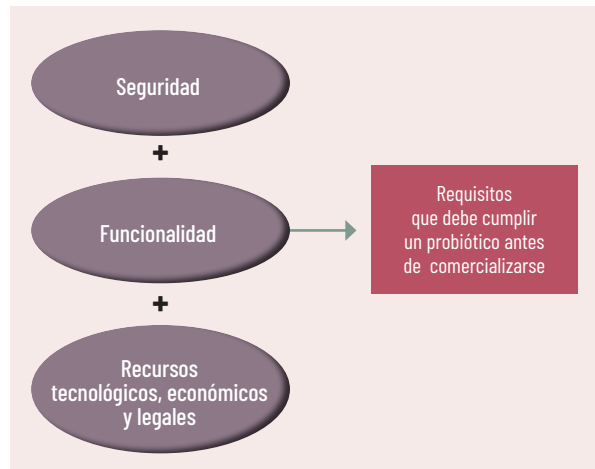 Seguridad
+
Funcionalidad
+
Recursos
tecnológicos, económicos
y legales
Requisitos
que debe cumplir
un probiótico antes
de comercializarse